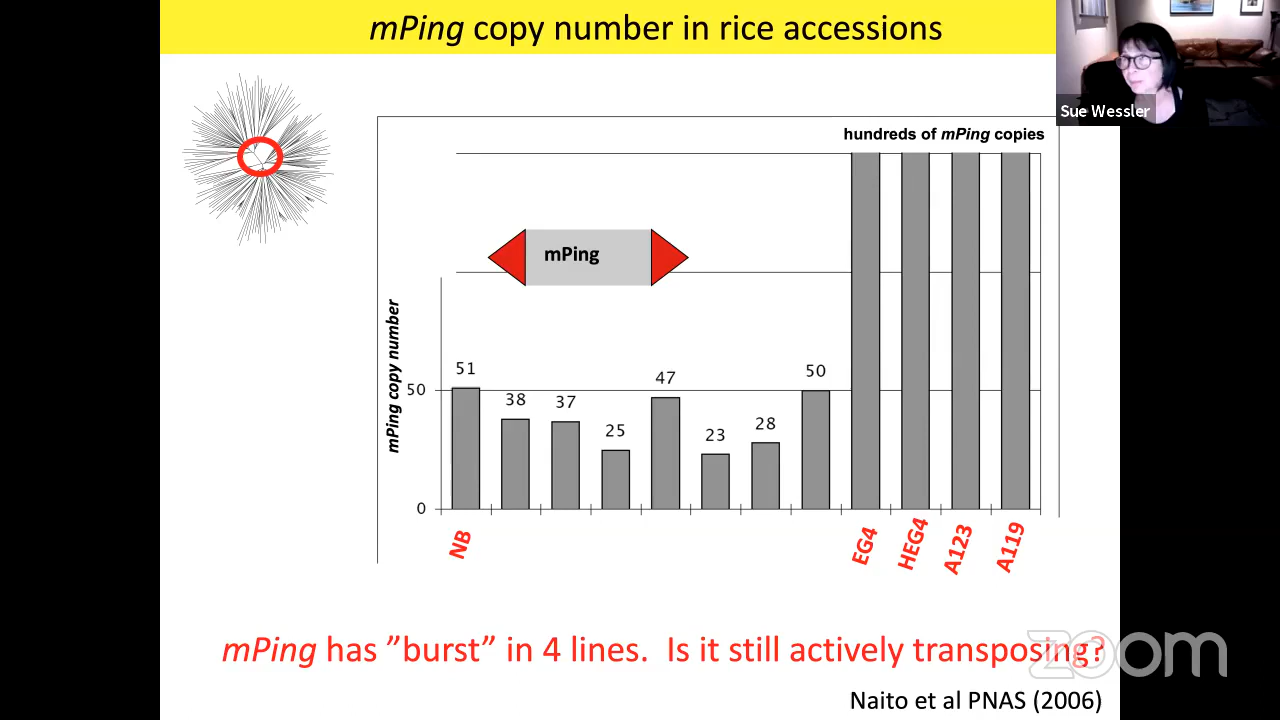 mPing copy number in rice accessions
Sue Wessler
hundreds of mPing copies
mPing
mPing copy number
51
38
37
25
47
23
28
50
50
0
NB
EG4
HEG4
A123
A119
mPing has ”burst” in 4 lines. Is it still actively transposing?
zoom
Naito et al PNAS (2006)